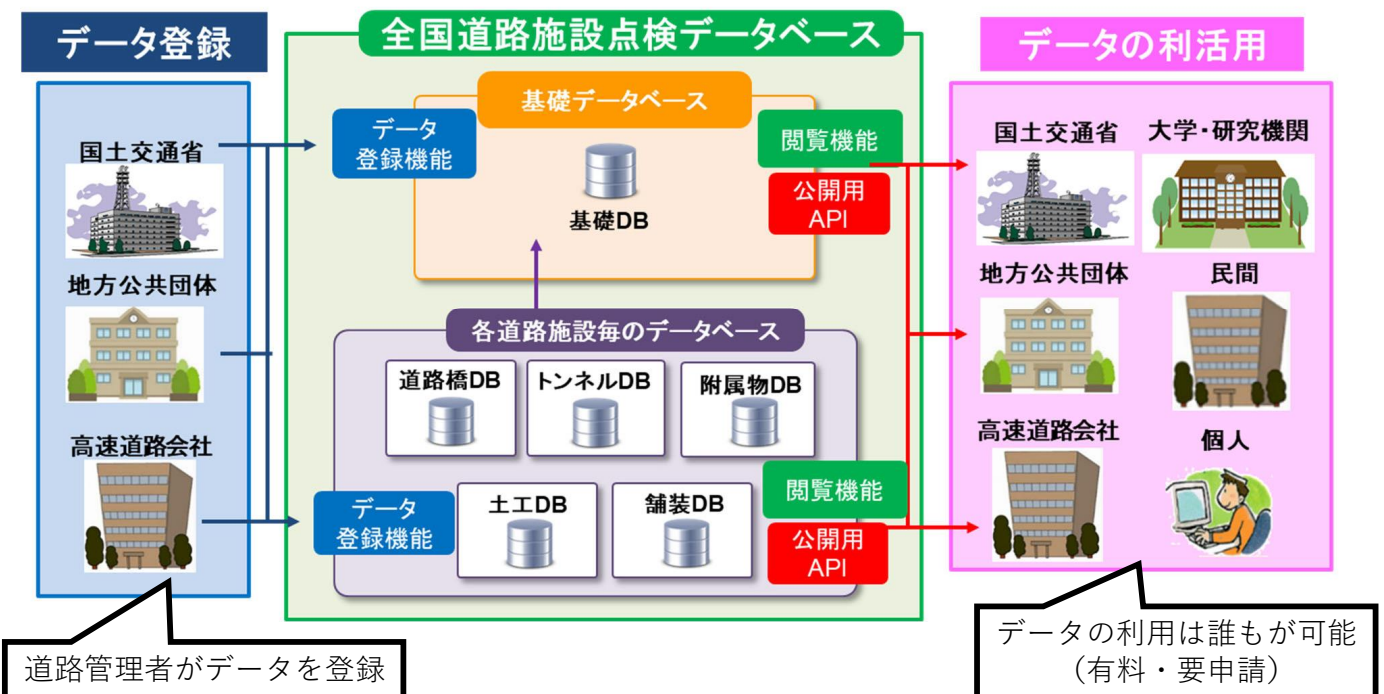 データ登録
全国道路施設点検データベース
データの利活用
国土交通省
地方公共団体
高速道路会社
道路管理者がデータを登録
基礎データベース
データ
登録機能
基礎DB
閲覧機能
公開用
API
各道路施設毎のデータベース
道路橋DB
トンネルDB
附属物DB
データ
登録機能
土工DB
舗装DB
閲覧機能
公開用
API
国土交通省
大学・研究機関
地方公共団体
民間
高速道路会社
個人
データの利用は誰もが可能
(有料・要申請)